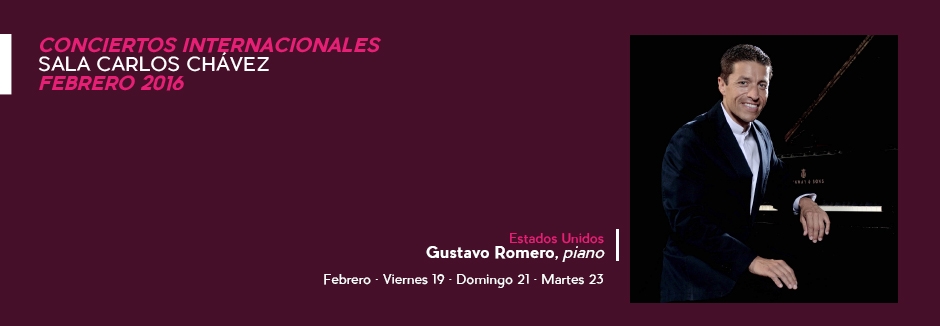 CONCIERTOS INTERNACIONALES
SALA CARLOS CHÁVEZ
FEBRERO 2016
Estados Unidos
Gustavo Romero, piano
Febrero · Viernes 19 · Domingo 21 · Martes 23